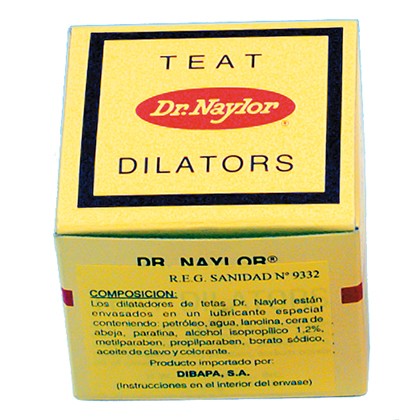 TEAT
Dr. Naylor®
DILATORS
DR. NAYLOR®
R.E.G. SANIDAD Nº 9332
COMPOSICION:
Los dilatadores de tetas Dr. Naylor están
envasados en un lubricante especial
conteniendo: petróleo, agua, lanolina, cera de
abeja, parafina, alcohol isopropílico 1,2%,
metilparaben, propilparaben, borato sódico,
aceite de clavo y colorante.
Producto importado por:
DIBAPA, S.A.
(Instrucciones en el interior del envase)